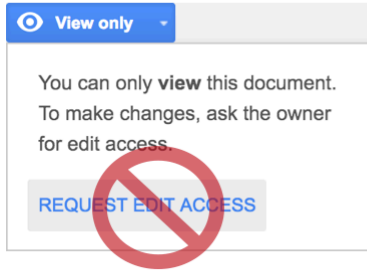 View only
You can only view this document.
To make changes, ask the owner
for edit access.
REQUEST EDIT ACCESS